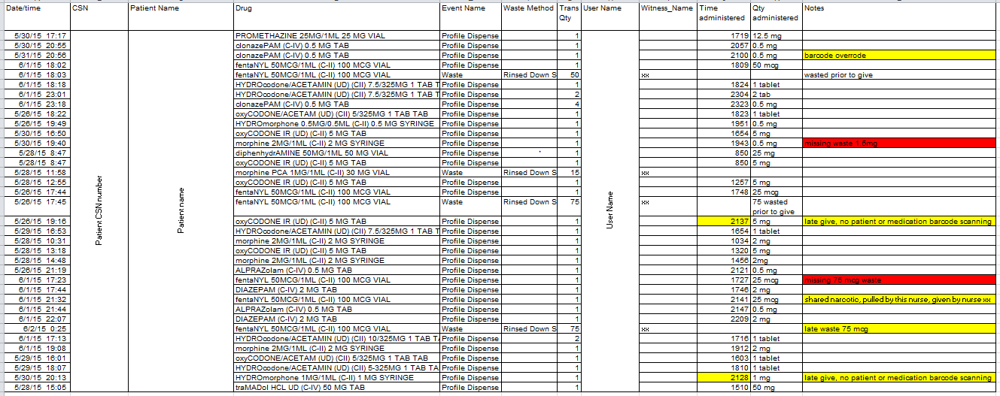 Date/time CSN Patient Name Drug Event Name Waste Method Trans Qty User Name Witness_Name Time administered Qty administered Notes
5/30/15 17:17 PROMETHAZINE 25MG/1ML 25 MG VIAL Profile Dispense 1 1719 12.5 mg
5/30/15 20:55 clonazePAM (C-IV) 0.5 MG TAB Profile Dispense 1 2057 0.5 mg
5/31/15 20:56 clonazePAM (C-IV) 0.5 MG TAB Profile Dispense 1 2100 0.5 mg barcode overrode
6/1/15 18:02 fentaNYL 50MCG/1ML (C-II) 100 MCG VIAL Profile Dispense 1 1809 50 mcg
6/1/15 18:03 fentaNYL 50MCG/1ML (C-II) 100 MCG VIAL Waste Rinsed Down S 50 xx wasted prior to give
6/1/15 18:18 HYDROcodone/ACETAMIN (UD) (CII) 7.5/325MG 1 TAB T Profile Dispense 1 1824 1 tablet
6/1/15 23:01 HYDROcodone/ACETAMIN (UD) (CII) 7.5/325MG 1 TAB T Profile Dispense 2 2304 2 tab
6/1/15 23:18 clonazePAM (C-IV) 0.5 MG TAB Profile Dispense 4 2323 0.5 mg
5/26/15 18:22 oxyCODONE/ACETAM (UD) (CII) 5/325MG 1 TAB TAB Profile Dispense 1 1823 1 tablet
5/26/15 19:49 HYDROmorphone 0.5MG/0.5ML (C-II) 0.5 MG SYRINGE Profile Dispense 1 1951 0.5 mg
5/30/15 16:50 oxyCODONE IR (UD) (C-II) 5 MG TAB Profile Dispense 1 1654 5 mg
5/30/15 19:40 morphine 2MG/1ML (C-II) 2 MG SYRINGE Profile Dispense 1 1943 0.5 mg missing waste 1.5mg
5/28/15 8:47 diphenhydrAMINE 50MG/1ML 50 MG VIAL Profile Dispense * 1 850 25 mg
5/28/15 8:47 oxyCODONE IR (UD) (C-II) 5 MG TAB Profile Dispense 1 850 5 mg
5/28/15 11:58 morphine PCA 1MG/1ML (C-II) 30 MG VIAL Waste Rinsed Down S 15 xx
5/28/15 12:55 oxyCODONE IR (UD) (C-II) 5 MG TAB Profile Dispense 1 1257 5 mg
5/26/15 17:44 fentaNYL 50MCG/1ML (C-II) 100 MCG VIAL Profile Dispense 1 1748 25 mcg
5/26/15 17:45 fentaNYL 50MCG/1ML (C-II) 100 MCG VIAL Waste Rinsed Down S 75 xx 75 wasted prior to give
Patient CSN number
Patient name
User Name
5/26/15 19:16 oxyCODONE IR (UD) (C-II) 5 MG TAB Profile Dispense 1 2137 5 mg late give, no patient or medication barcode scanning
5/29/15 16:53 HYDROcodone/ACETAMIN (UD) (CII) 7.5/325MG 1 TAB T Profile Dispense 1 1654 1 tablet
5/28/15 10:31 morphine 2MG/1ML (C-II) 2 MG SYRINGE Profile Dispense 1 1034 2 mg
5/28/15 13:18 oxyCODONE IR (UD) (C-II) 5 MG TAB Profile Dispense 1 1320 5 mg
5/28/15 14:48 morphine 2MG/1ML (C-II) 2 MG SYRINGE Profile Dispense 1 1456 2mg
5/26/15 21:19 ALPRAZolam (C-IV) 0.5 MG TAB Profile Dispense 1 2121 0.5 mg
6/1/15 17:23 fentaNYL 50MCG/1ML (C-II) 100 MCG VIAL Profile Dispense 1 1727 25 mcg missing 75 mcg waste
6/1/15 17:44 DIAZEPAM (C-IV) 2 MG TAB Profile Dispense 1 1746 2 mg
6/1/15 21:32 fentaNYL 50MCG/1ML (C-II) 100 MCG VIAL Profile Dispense 1 2141 25 mcg shared narcotic, pulled by this nurse, given by nurse xx
6/1/15 21:44 ALPRAZolam (C-IV) 0.5 MG TAB Profile Dispense 1 2147 0.5 mg
6/1/15 22:07 DIAZEPAM (C-IV) 2 MG TAB Profile Dispense 1 2209 2 mg
6/2/15 0:25 fentaNYL 50MCG/1ML (C-II) 100 MCG VIAL Waste Rinsed Down S 75 xx late waste 75 mcg
6/1/15 17:13 HYDROcodone/ACETAMIN (UD) (CII) 10/325MG 1 TAB TA Profile Dispense 2 1716 1 tablet
6/1/15 19:08 morphine 2MG/1ML (C-II) 2 MG SYRINGE Profile Dispense 1 1912 2 mg
5/29/15 16:01 oxyCODONE/ACETAM (UD) (CII) 5/325MG 1 TAB TAB Profile Dispense 1 1603 1 tablet
5/29/15 18:07 HYDROcodone/ACETAMIN (UD) (CII) 5-325MG 1 TAB TA Profile Dispense 1 1810 1 tablet
5/30/15 20:13 HYDROmorphone 1MG/1ML (C-II) 1 MG SYRINGE Profile Dispense 1 2128 1 mg late give, no patient or medication barcode scanning
5/28/15 15:05 traMADol HCL UD (C-IV) 50 MG TAB Profile Dispense 1 1510 50 mg